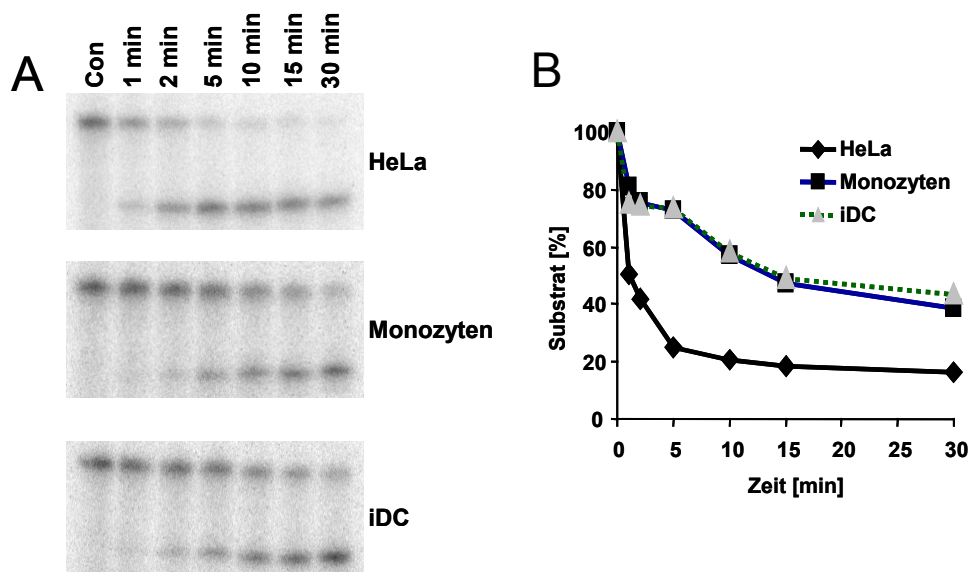 A
Con
1 min
2 min
5 min
10 min
15 min
30 min
HeLa
Monozyten
iDC
B
100
80
60
40
20
0
Substrat [%]
0 5 10 15 20 25 30
Zeit [min]
HeLa
Monozyten
iDC